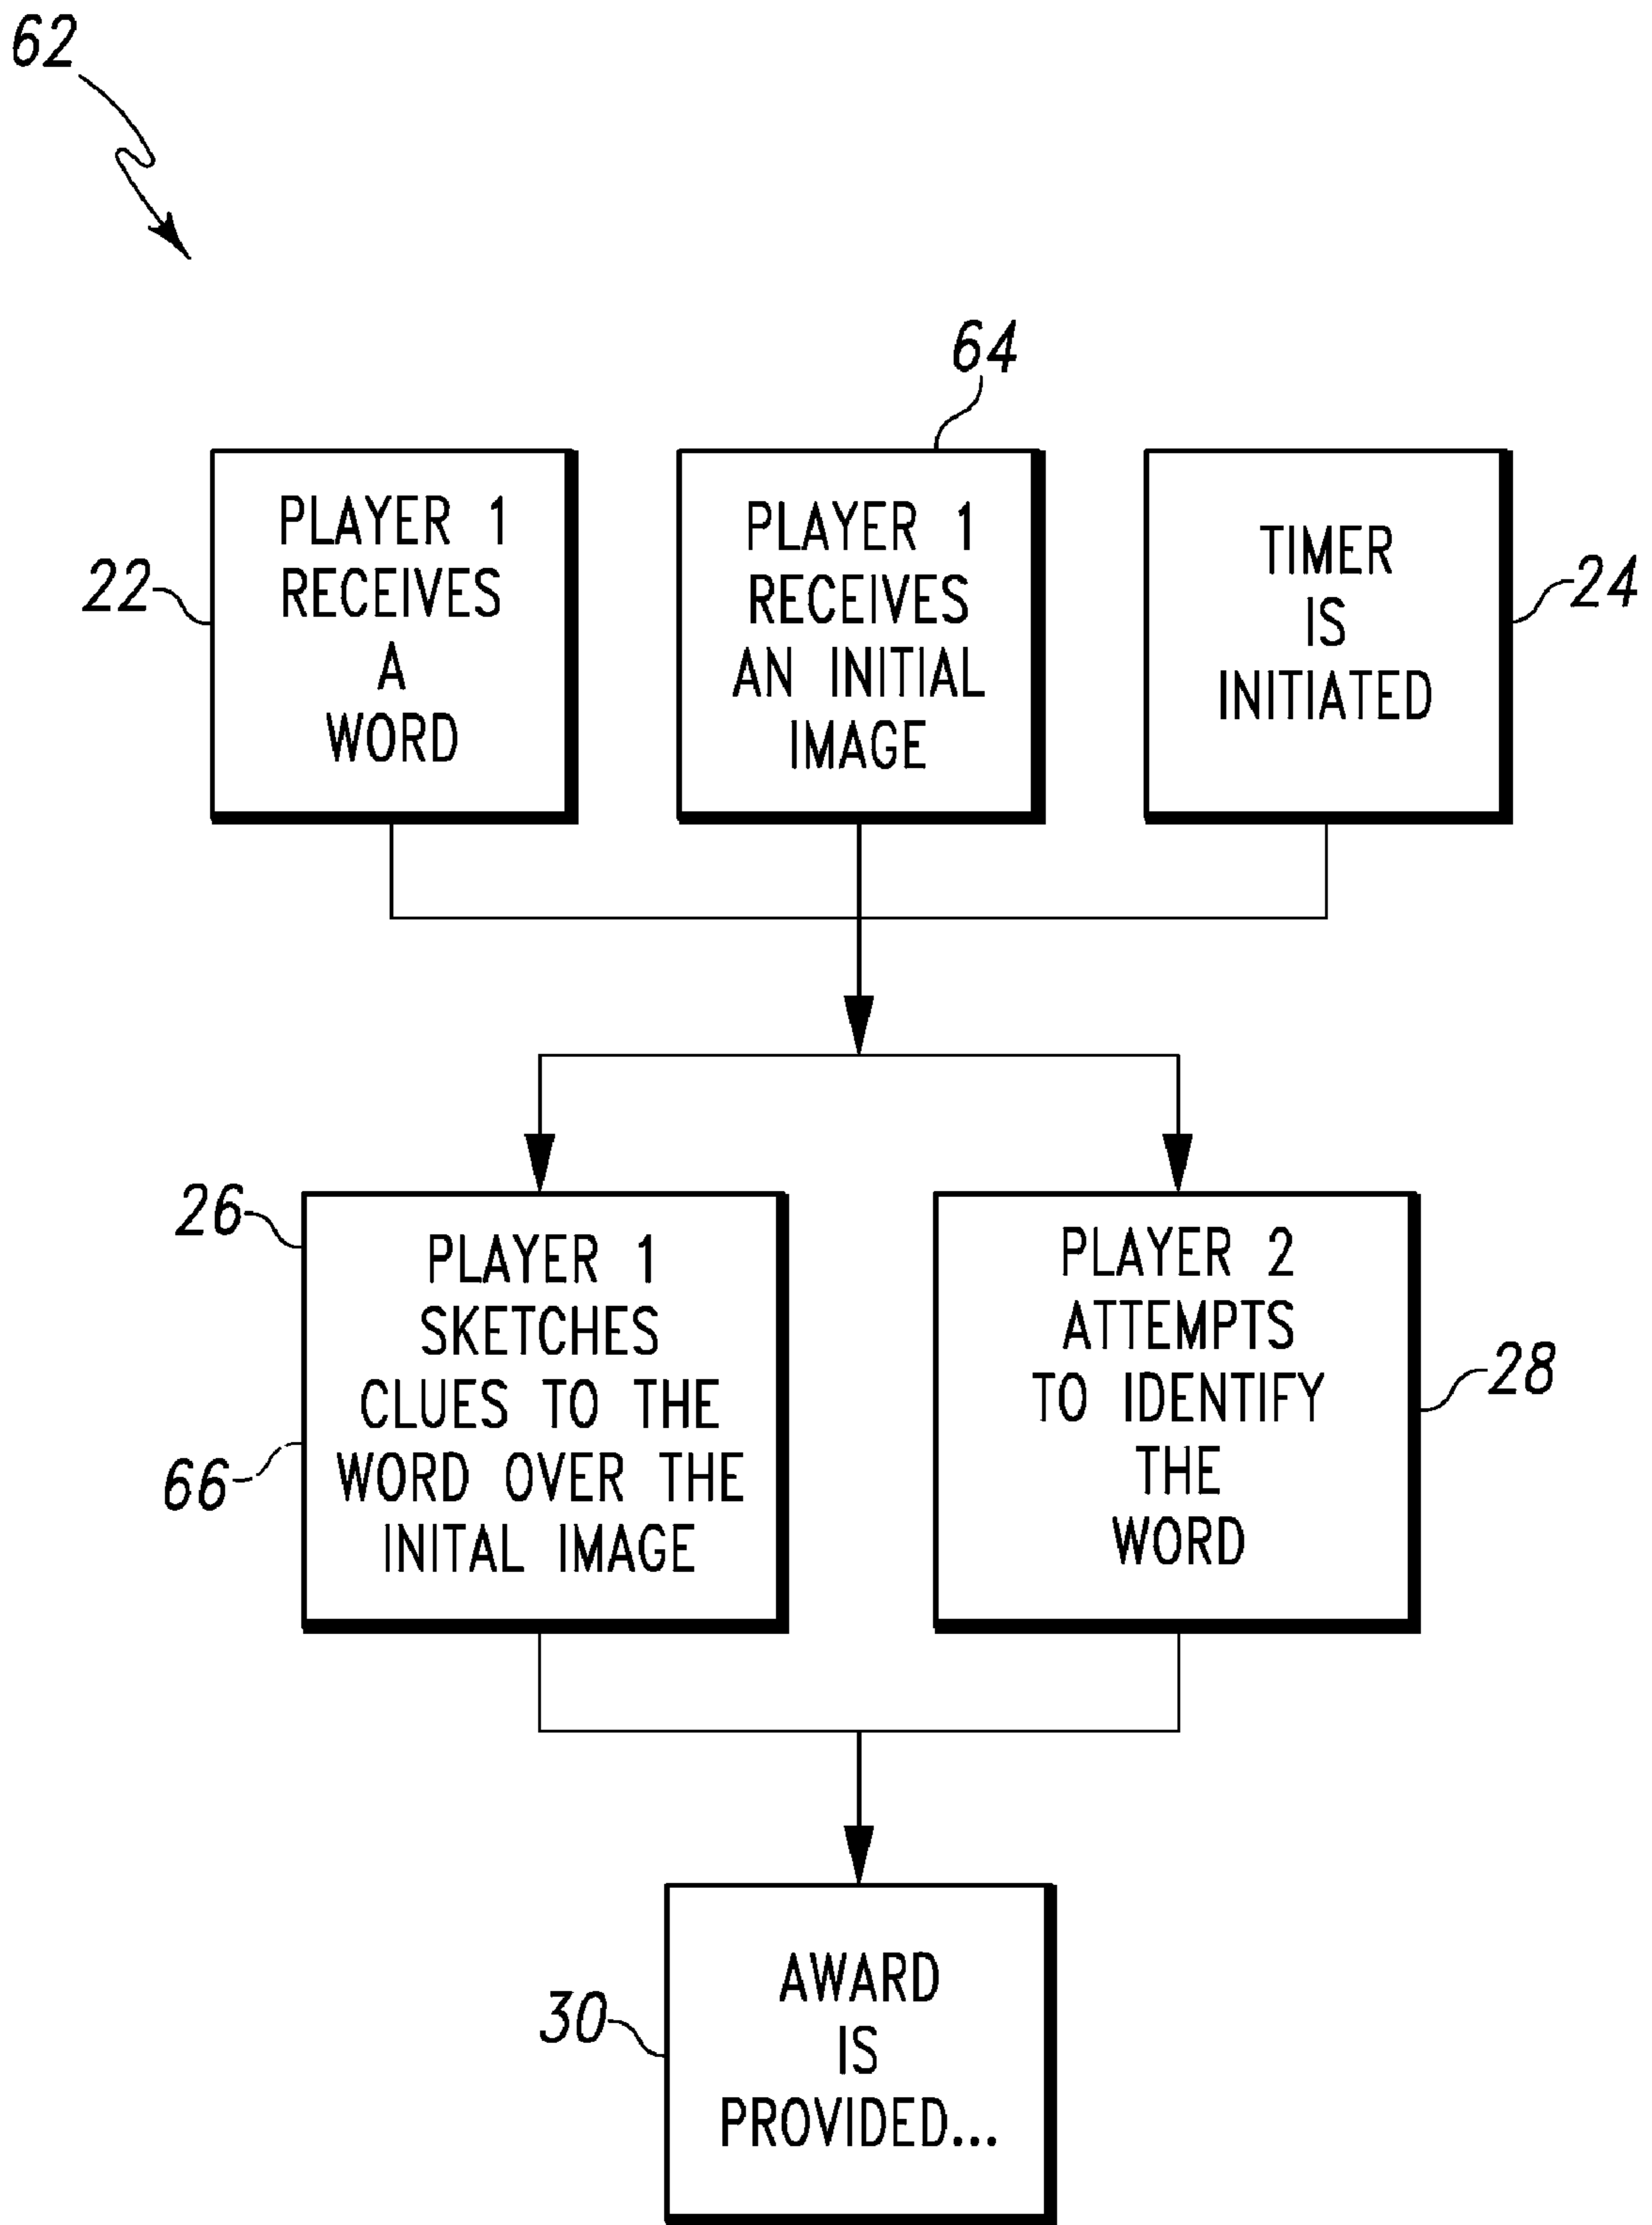 62
64
22
PLAYER 1
RECEIVES
A
WORD
PLAYER 1
RECEIVES
AN INITIAL
IMAGE
TIMER
IS
INITIATED
24
26
66
PLAYER 1
SKETCHES
CLUES TO THE
WORD OVER THE
INITAL IMAGE
PLAYER 2
ATTEMPTS
TO IDENTIFY
THE
WORD
28
30
AWARD
IS
PROVIDED...